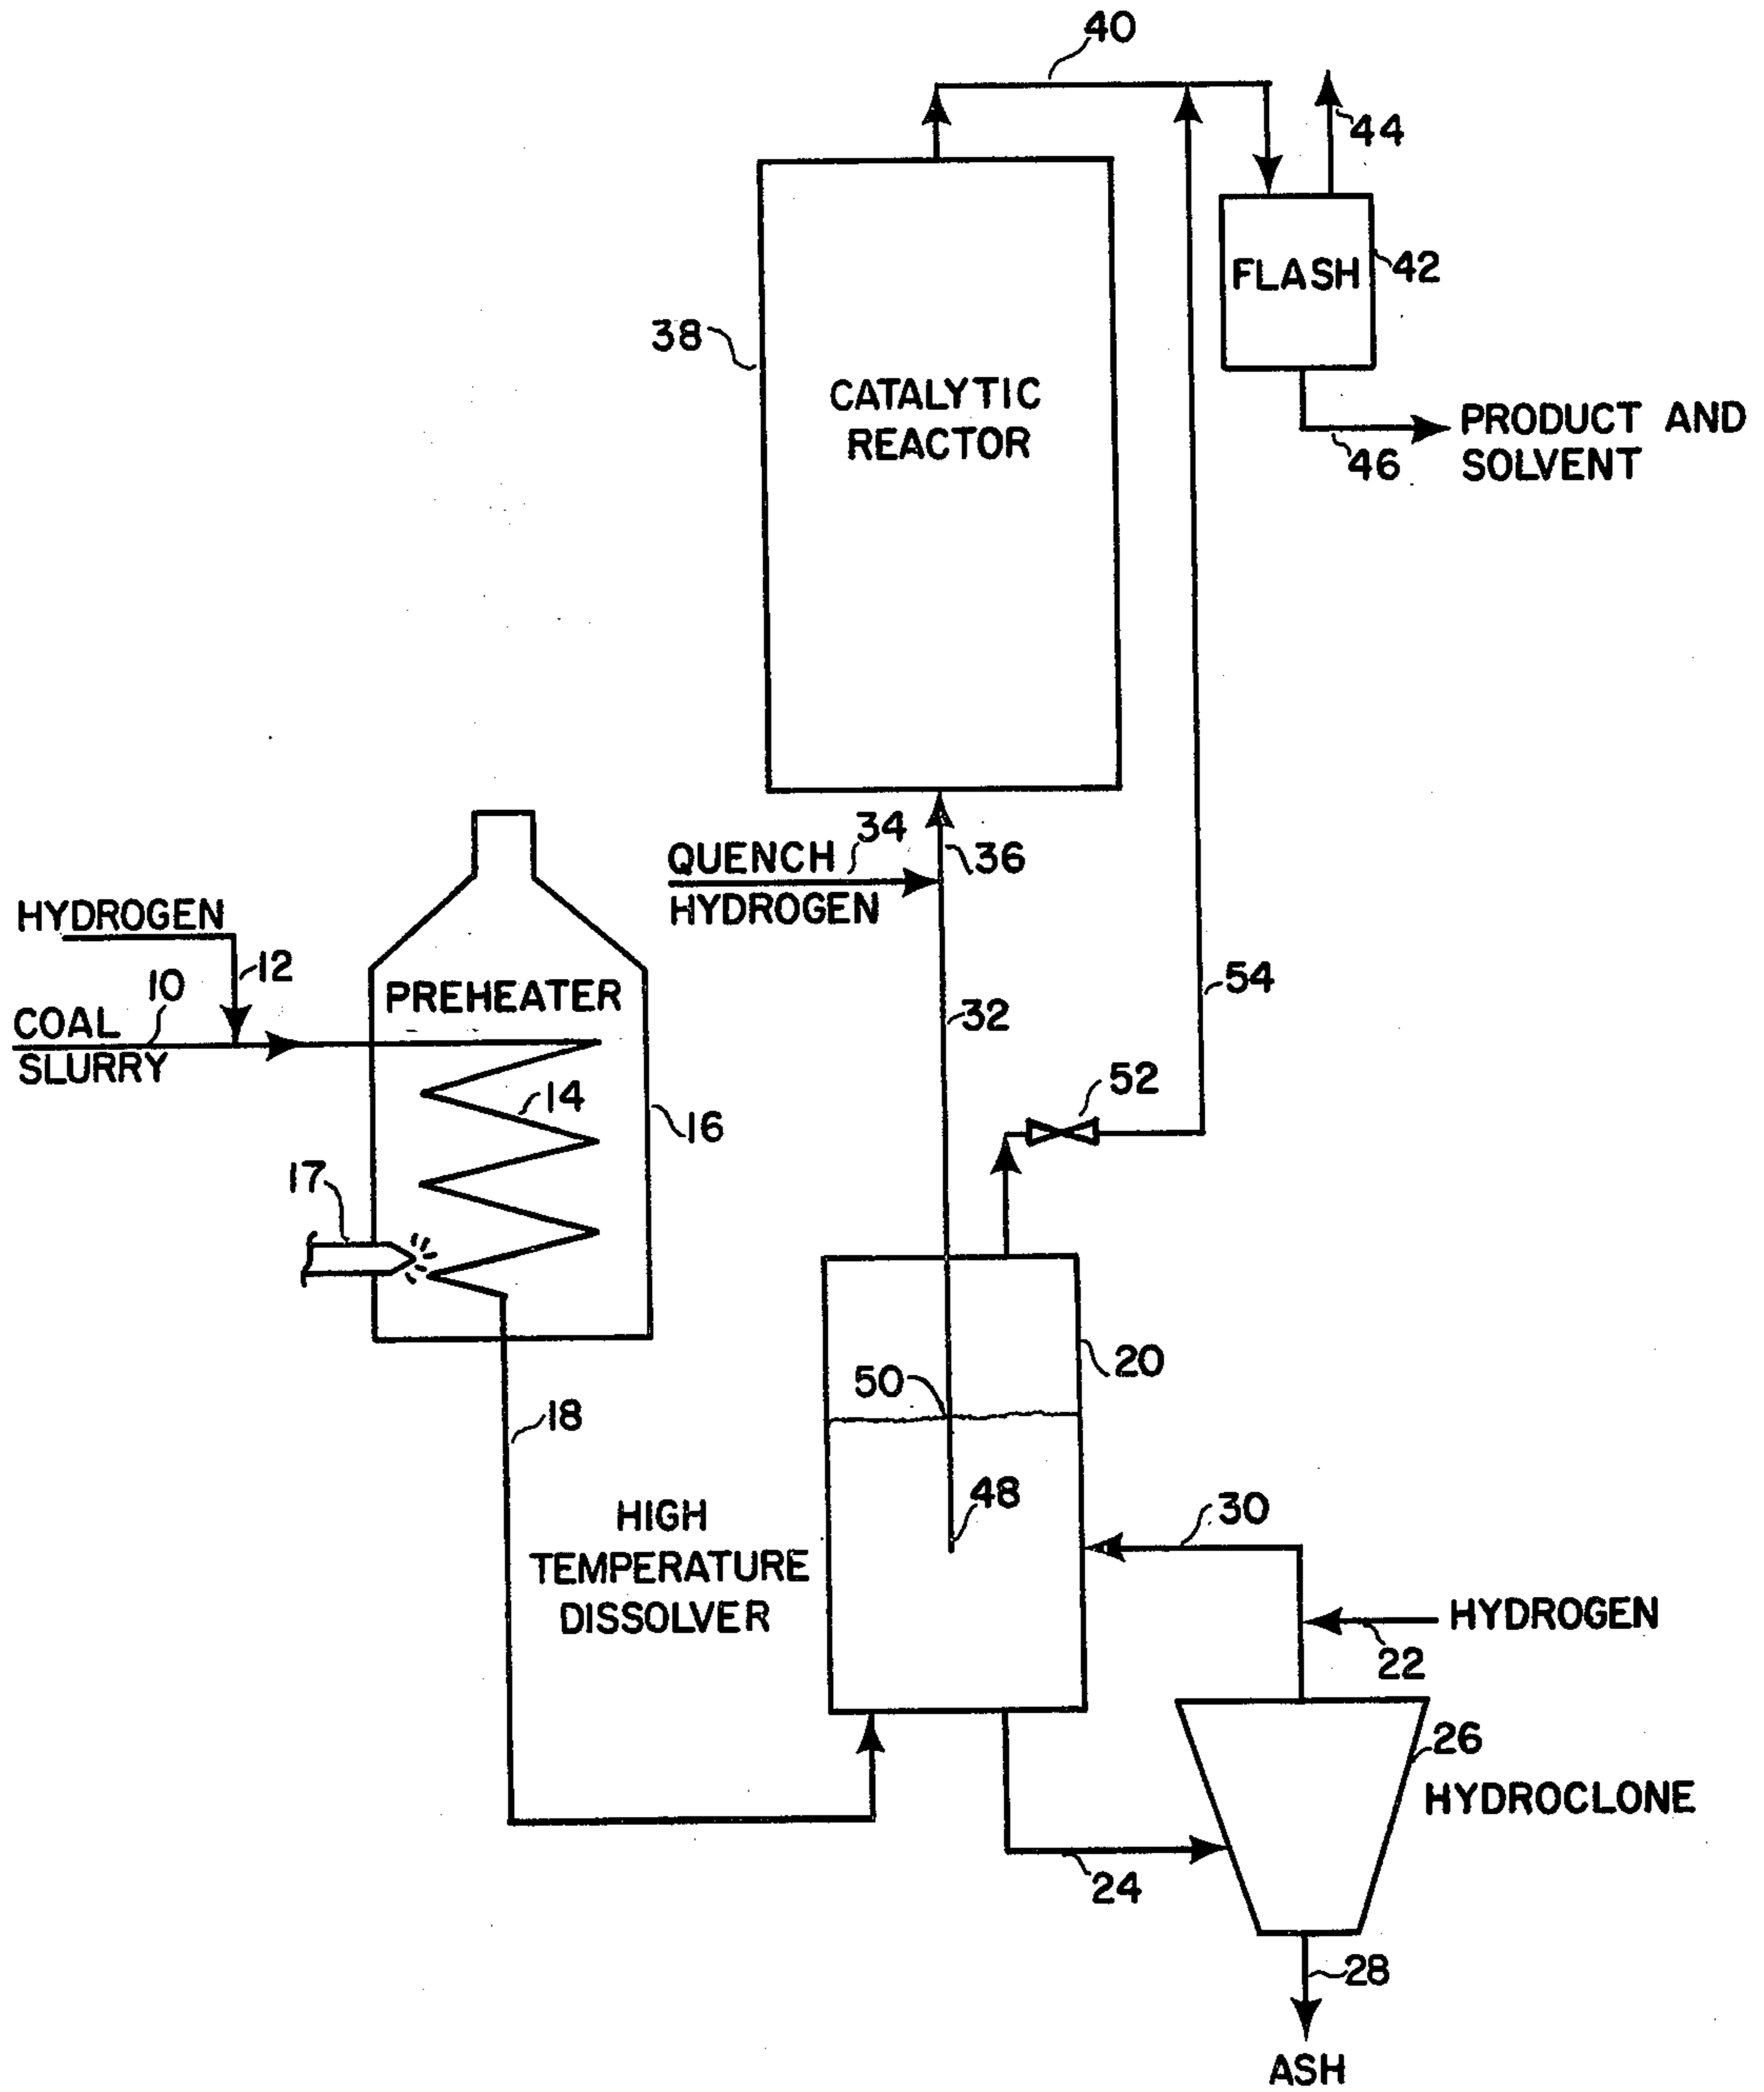 40
44
FLASH
42
38
CATALYTIC
REACTOR
PRODUCT AND
SOLVENT
46
34
QUENCH
HYDROGEN
36
HYDROGEN
12
10
COAL
SLURRY
PREHEATER
54
32
14
16
52
17
20
50
18
48
30
HIGH
TEMPERATURE
DISSOLVER
HYDROGEN
22
26
HYDROCLONE
24
28
ASH